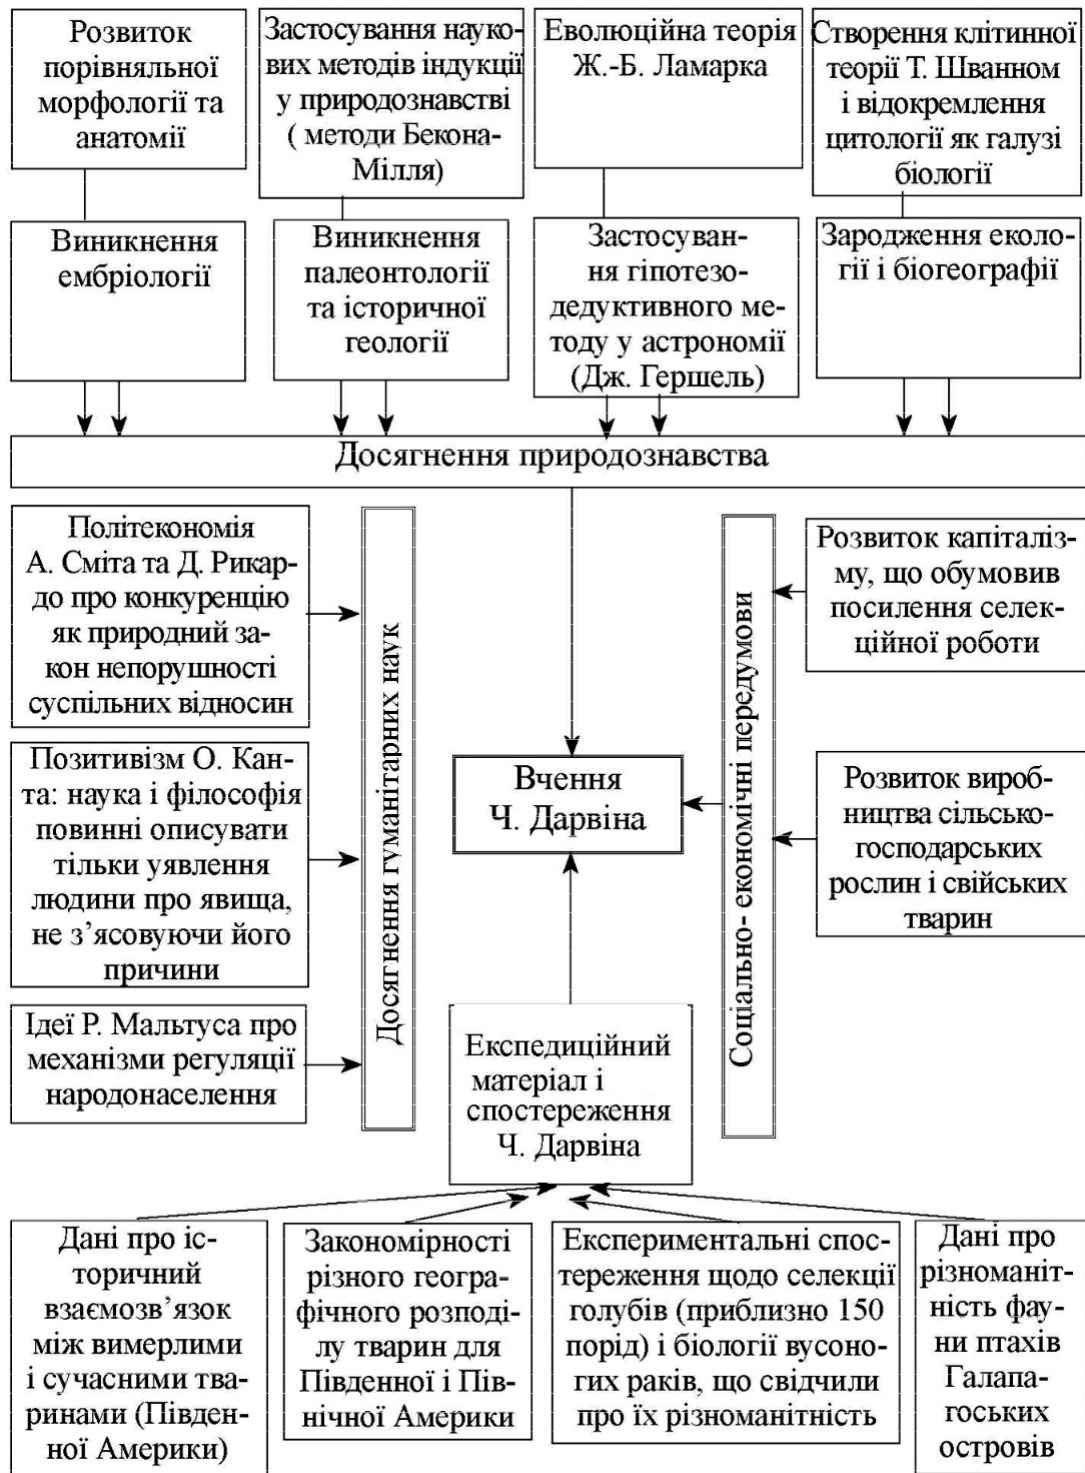 Розвиток
порівняльної
морфології та
анатомії
Застосування науко-
вих методів індукції
у природознавстві
( методи Бекона-
Мілля)
Еволюційна теорія
Ж.-Б. Ламарка
Створення клітинної
теорії Т. Шванном
і відокремлення
цитології як галузі
біології
Виникнення
ембріології
Виникнення
палеонтології
та історичної
геології
Застосуван-
ня гіпотезо-
дедуктивного ме-
тоду у астрономії
(Дж. Гершель)
Зародження еколо-
гії і біогеографії
Досягнення природознавства
Політекономія
А. Сміта та Д. Рикар-
до про конкуренцію
як природний за-
кон непорушності
суспільних відносин
Позитивізм О. Кан-
та: наука і філософія
повинні описувати
тільки уявлення
людини про явища,
не з’ясовуючи його
причини
Ідеї Р. Мальтуса про
механізми регуляції
народонаселення
Досягнення гуманітарних наук
Вчення
Ч. Дарвіна
Соціально- економічні передумови
Розвиток капіталіз-
му, що обумовив
посилення селек-
ційної роботи
Розвиток вироб-
ництва сільсько-
господарських
рослин і свійських
тварин
Експедиційний
матеріал і
спостереження
Ч. Дарвіна
Дані про іс-
торичний
взаємозв’язок
між вимерлими
і сучасними тва-
ринами (Півден-
ної Америки)
Закономірності
різного геогра-
фічного розподі-
лу тварин для
Південної і Пів-
нічної Америки
Експериментальні спос-
тереження щодо селекції
голубів (приблизно 150
порід) і біології вусоно-
гих раків, що свідчили
про їх різноманітність
Дані про
різноманіт-
ність фау-
ни птахів
Галапа-
гоських
островів